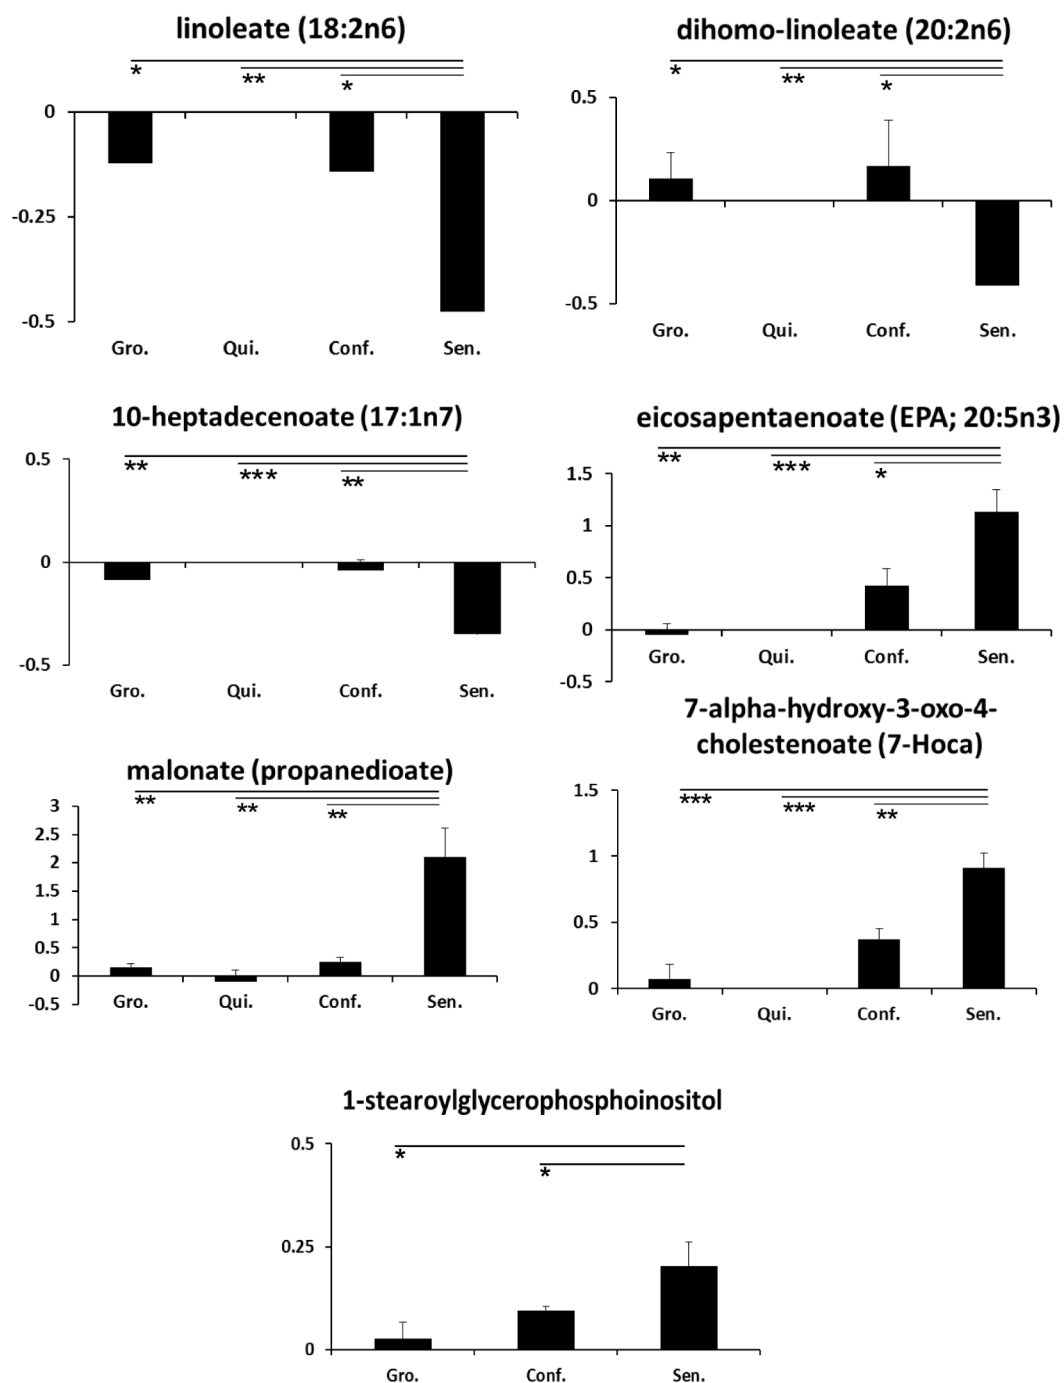 linoleate (18:2n6)
* ** *
0
-0.25
-0.5
Gro. Qui. Conf. Sen.
dihomo-linoleate (20:2n6)
* ** *
0.5
0
-0.5
Gro. Qui. Conf. Sen.
10-heptadecenoate (17:1n7)
** *** **
0.5
0
-0.5
Gro. Qui. Conf. Sen.
eicosapentaenoate (EPA; 20:5n3)
** *** *
1.5
1
0.5
0
-0.5
Gro. Qui. Conf. Sen.
malonate (propanedioate)
** ** **
3
2.5
2
1.5
1
0.5
0
-0.5
Gro. Qui. Conf. Sen.
7-alpha-hydroxy-3-oxo-4-
cholestenoate (7-Hoca)
*** *** **
1.5
1
0.5
0
Gro. Qui. Conf. Sen.
1-stearoylglycerophosphoinositol
* *
0.5
0.25
0
Gro. Conf. Sen.